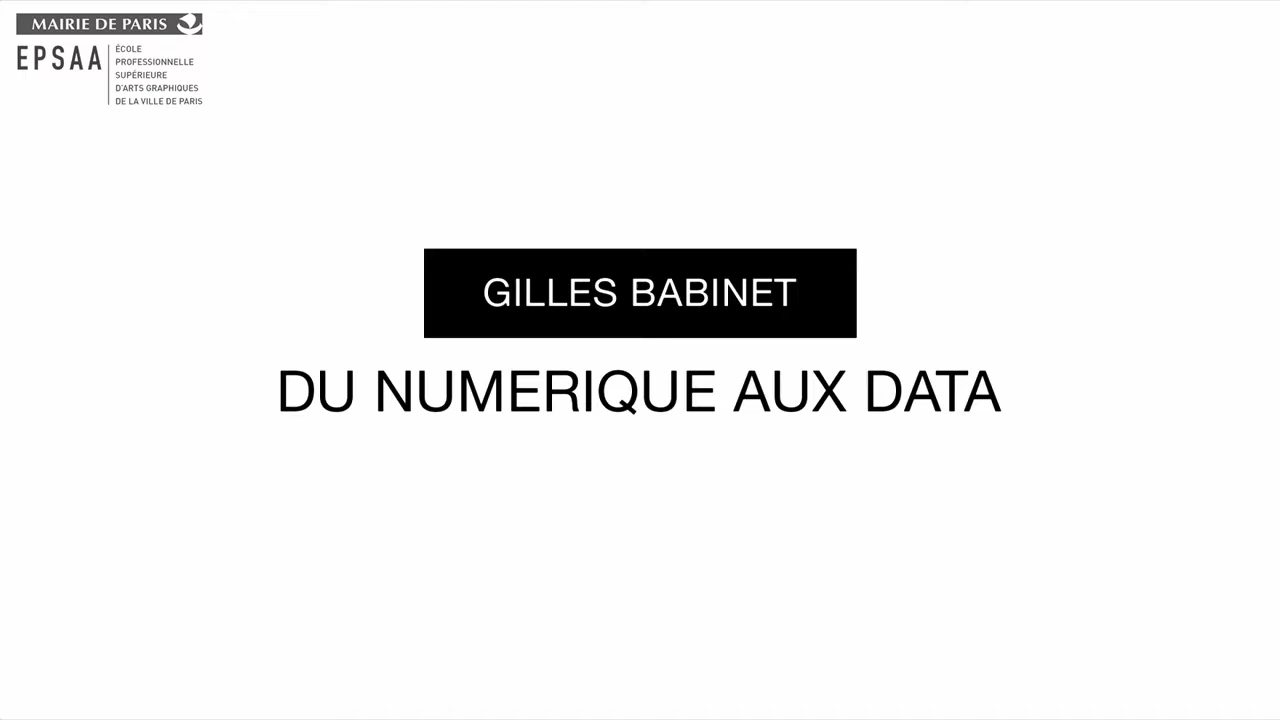 MAIRIE DE PARIS
EPSAA
ÉCOLE
PROFESSIONNELLE
SUPÉRIEURE
D'ARTS GRAPHIQUES
DE LA VILLE DE PARIS
GILLES BABINET
DU NUMERIQUE AUX DATA